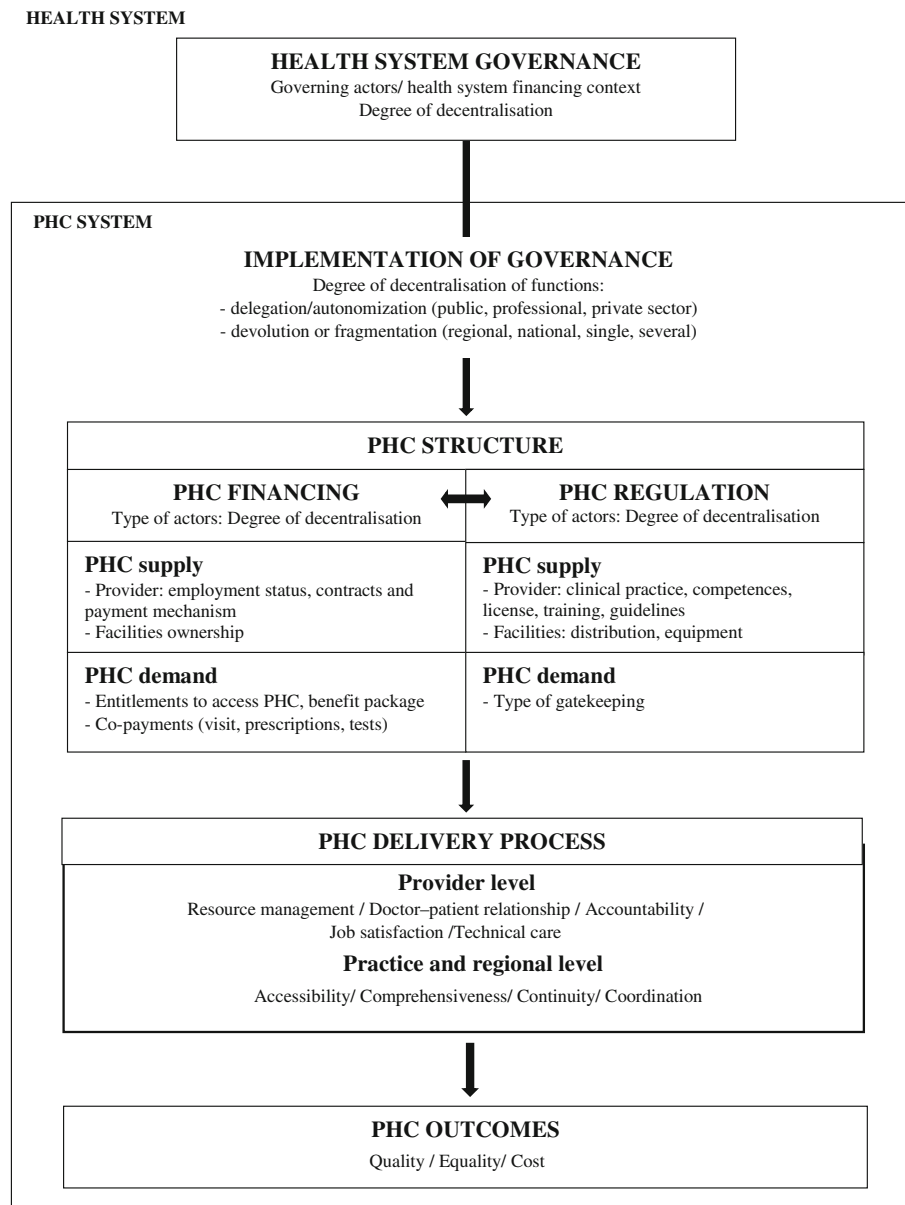 HEALTH SYSTEM
HEALTH SYSTEM GOVERNANCE
Governing actors/ health system financing context
Degree of decentralisation
PHC SYSTEM
IMPLEMENTATION OF GOVERNANCE
Degree of decentralisation of functions:
- delegation/autonomization (public, professional, private sector)
- devolution or fragmentation (regional, national, single, several)
PHC STRUCTURE
PHC FINANCING
Type of actors: Degree of decentralisation
PHC REGULATION
Type of actors: Degree of decentralisation
PHC supply
- Provider: employment status, contracts and
payment mechanism
- Facilities ownership
PHC supply
- Provider: clinical practice, competences,
license, training, guidelines
- Facilities: distribution, equipment
PHC demand
- Entitlements to access PHC, benefit package
- Co-payments (visit, prescriptions, tests)
PHC demand
- Type of gatekeeping
PHC DELIVERY PROCESS
Provider level
Resource management / Doctor–patient relationship / Accountability /
Job satisfaction /Technical care
Practice and regional level
Accessibility/ Comprehensiveness/ Continuity/ Coordination
PHC OUTCOMES
Quality / Equality/ Cost